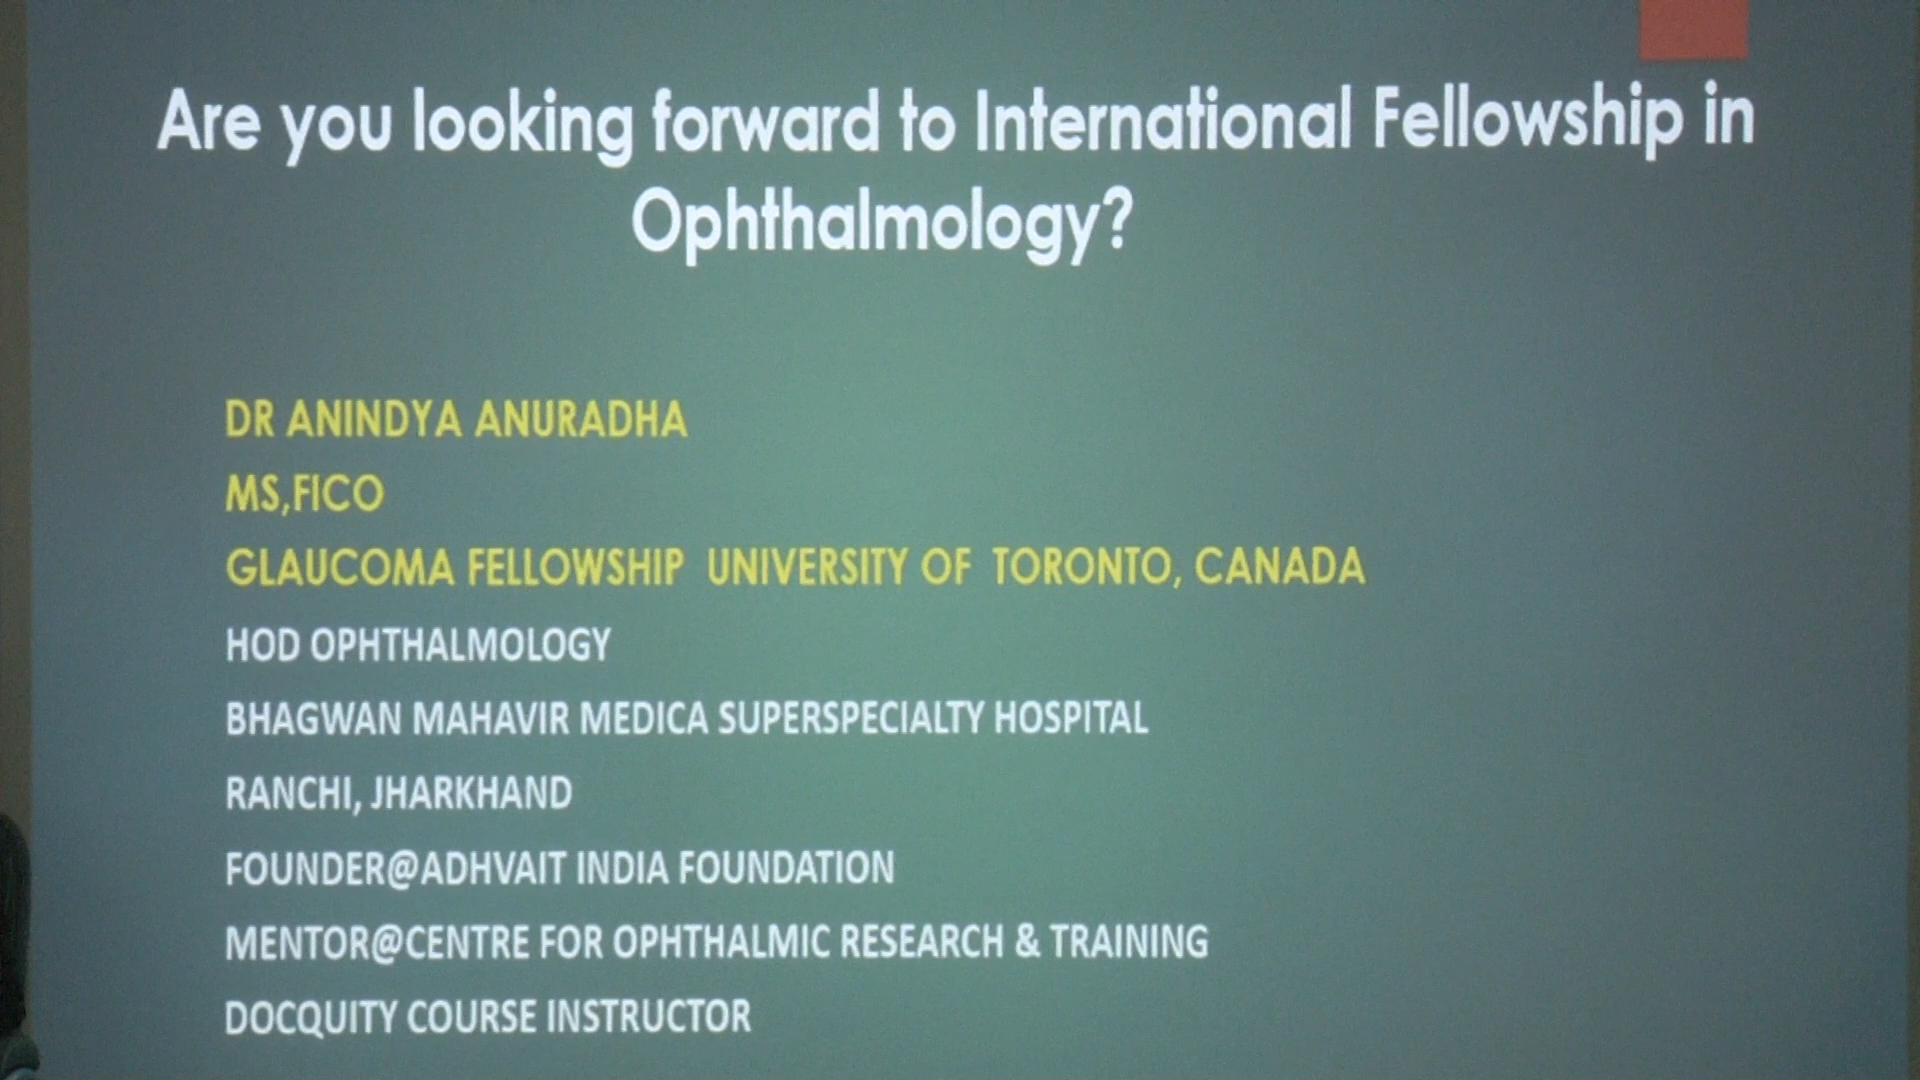 Are you looking forward to International Fellowship in
Ophthalmology?
DR ANINDYA ANURADHA
MS,FICO
GLAUCOMA FELLOWSHIP UNIVERSITY OF TORONTO, CANADA
HOD OPHTHALMOLOGY
BHAGWAN MAHAVIR MEDICA SUPERSPECIALTY HOSPITAL
RANCHI, JHARKHAND
FOUNDER@ADHVAIT INDIA FOUNDATION
MENTOR@CENTRE FOR OPHTHALMIC RESEARCH & TRAINING
DOCQUITY COURSE INSTRUCTOR